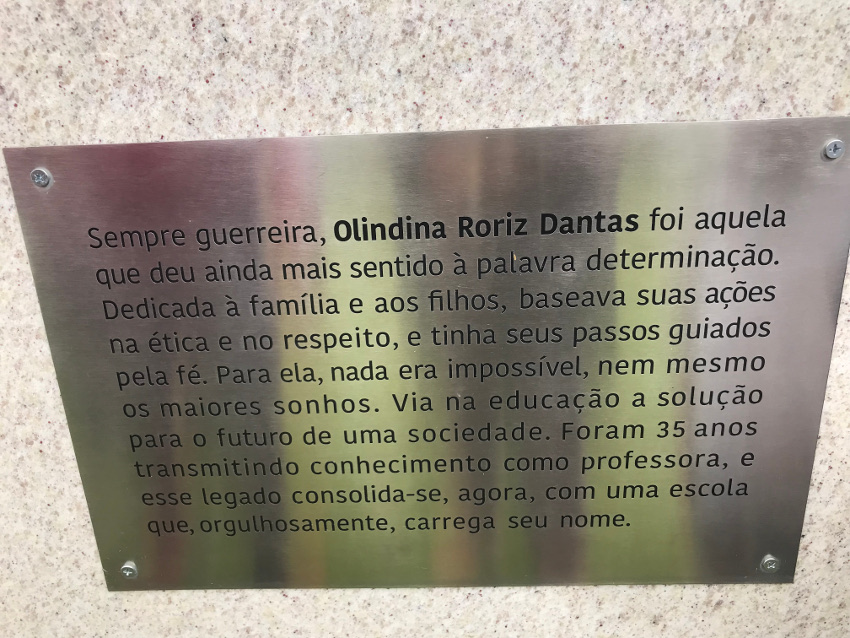 Sempre guerreira, Olindina Roriz Dantas foi aquela
que deu ainda mais sentido à palavra determinação.
Dedicada à família e aos filhos, baseava suas ações
na ética e no respeito, e tinha seus passos guiados
pela fé. Para ela, nada era impossível, nem mesmo
os maiores sonhos. Via na educação a solução
para o futuro de uma sociedade. Foram 35 anos
transmitindo conhecimento como professora, e
esse legado consolida-se, agora, com uma escola
que, orgulhosamente, carrega seu nome.